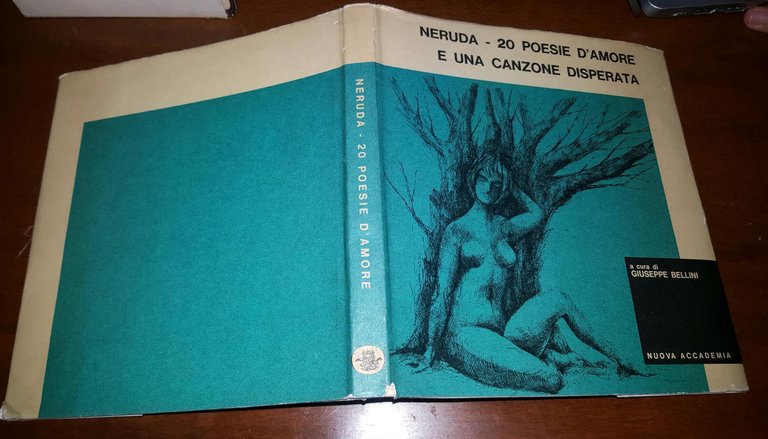 NERUDA - 20 POESIE D'AMORE
E UNA CANZONE DISPERATA
NERUDA - 20 POESIE D'AMORE
a cura di
GIUSEPPE BELLINI
NUOVA ACCADEMIA